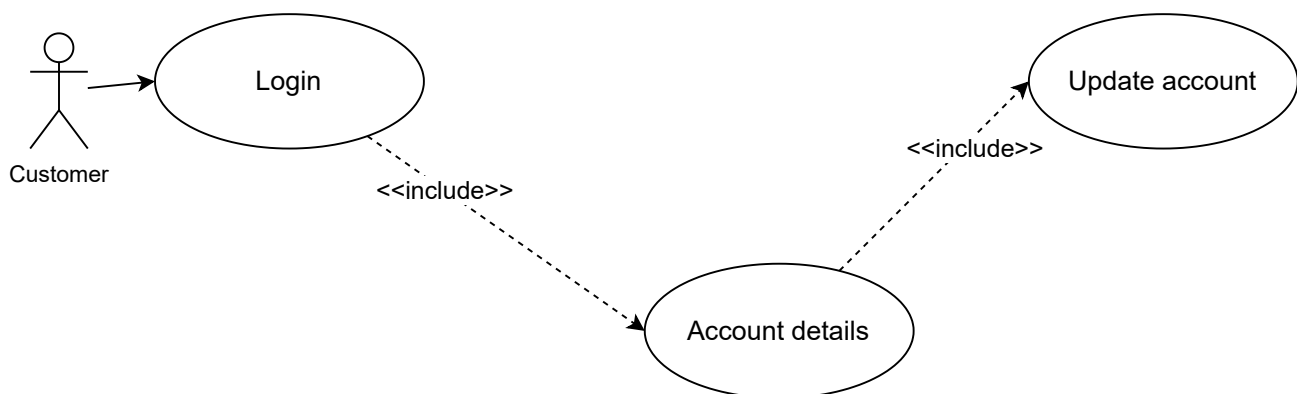 Login
Update account
Customer
<<include>>
<<include>>
Account details